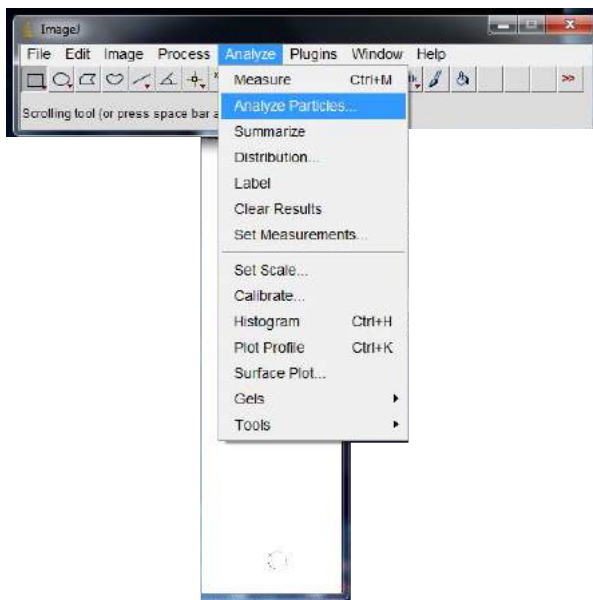 ImageJ
File Edit Image Process Analyze Plugins Window Help
>>
Scrolling tool (or press space bar a
Measure Ctrl+M
Analyze Particles...
Summarize
Distribution...
Label
Clear Results
Set Measurements...
Set Scale...
Calibrate...
Histogram Ctrl+H
Plot Profile Ctrl+K
Surface Plot...
Gels
Tools